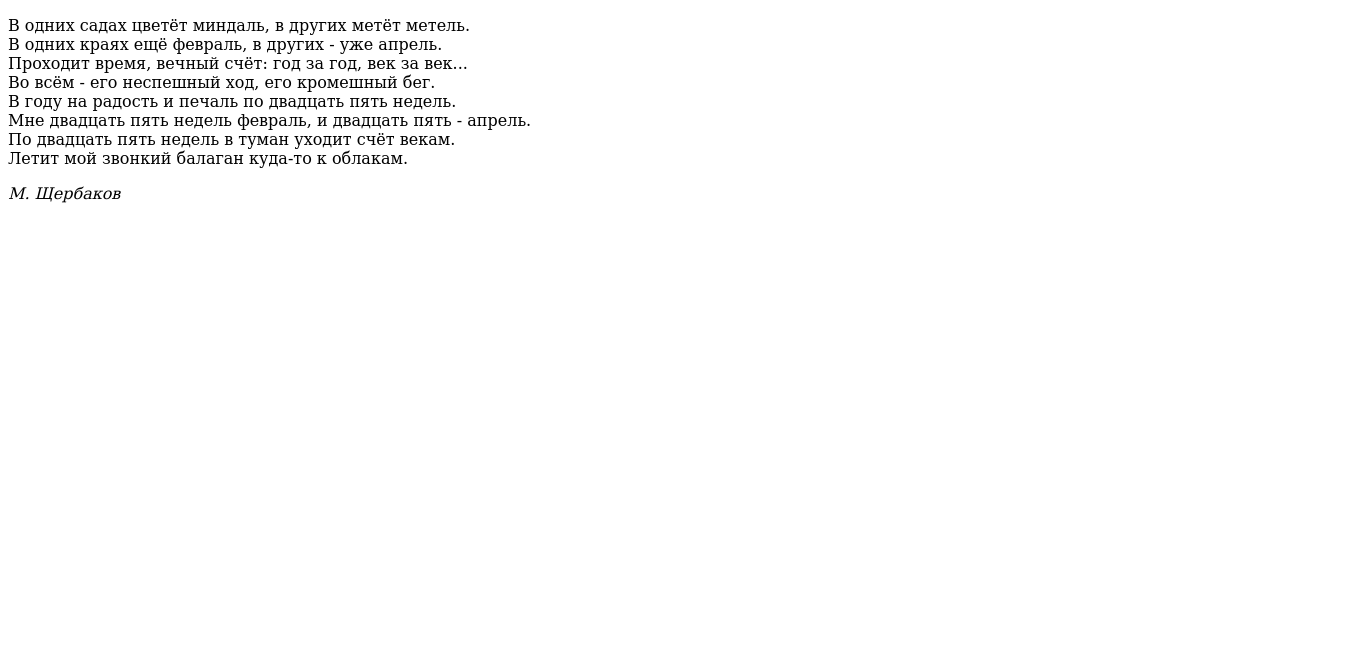 В одних садах цветёт миндаль, в других метёт метель.
В одних краях ещё февраль, в других - уже апрель.
Проходит время, вечный счёт: год за год, век за век...
Во всём - его неспешный ход, его кромешный бег.
В году на радость и печаль по двадцать пять недель.
Мне двадцать пять недель февраль, и двадцать пять - апрель.
По двадцать пять недель в туман уходит счёт векам.
Летит мой звонкий балаган куда-то к облакам.
М. Щербаков